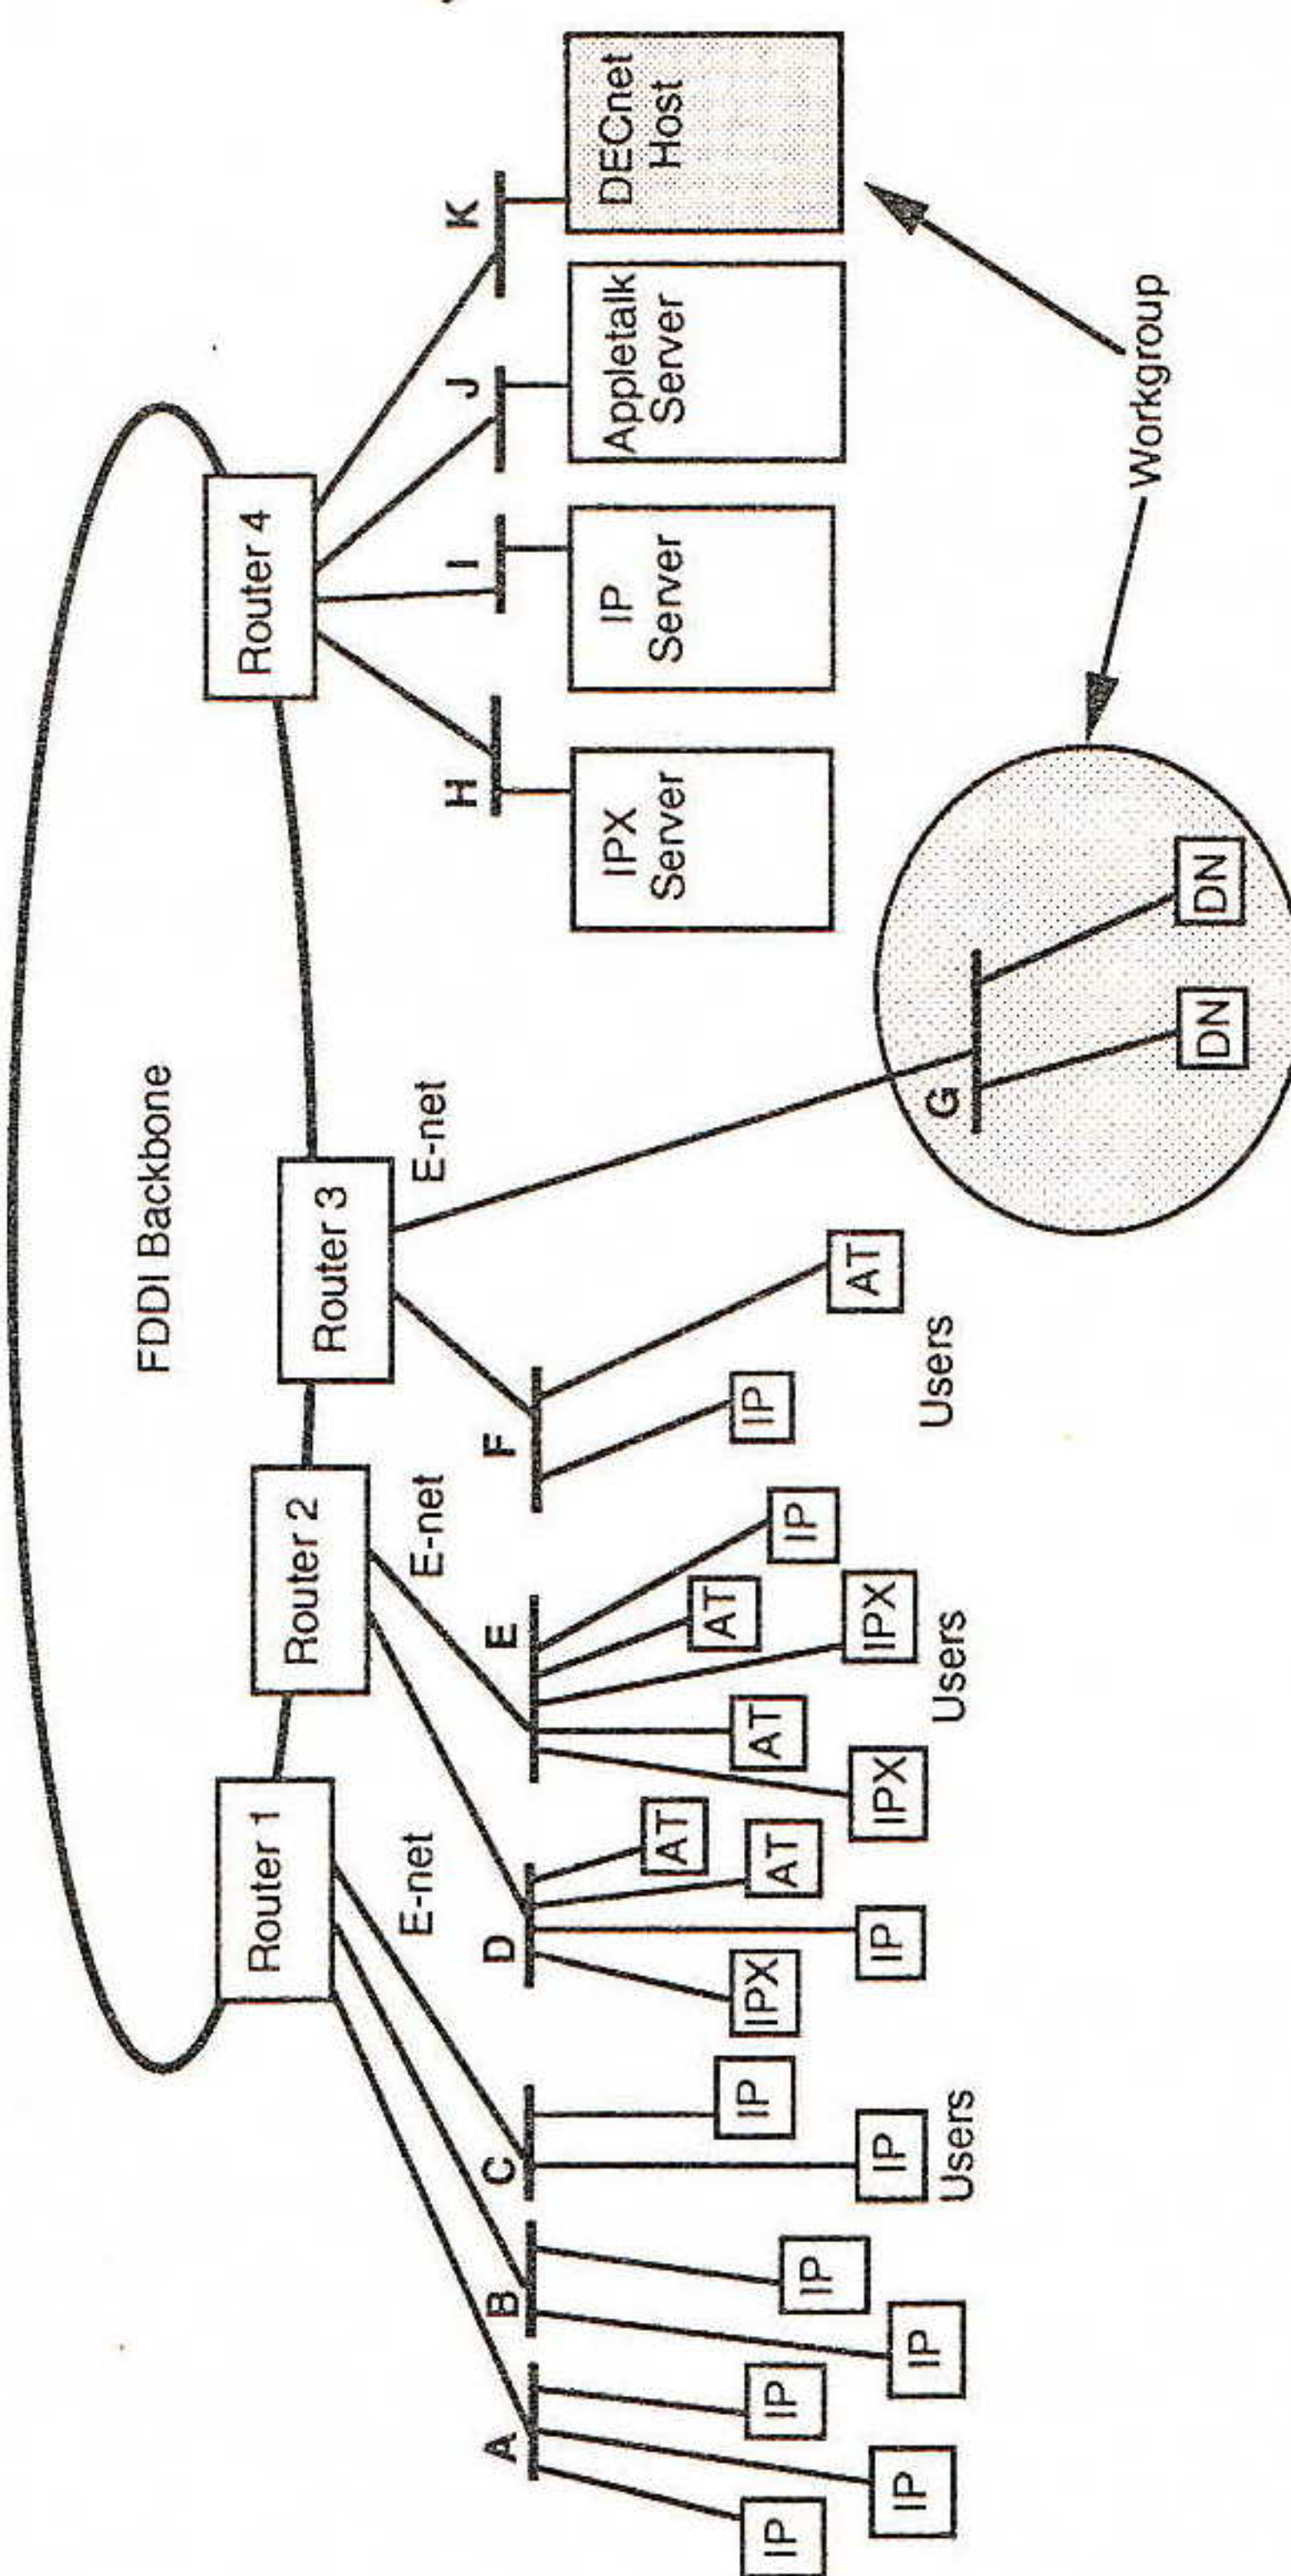 FDDI Backbone
Router 1
Router 2
Router 3
Router 4
E-net
E-net
E-net
A
B
C
D
E
F
G
H
I
J
K
IP
IP
IP
IP
IP
IP
IP
Users
IPX
IP
AT
AT
IPX
AT
IPX
AT
IP
Users
IP
AT
Users
DN
DN
IPX
Server
IP
Server
Appletalk
Server
DECnet
Host
Workgroup